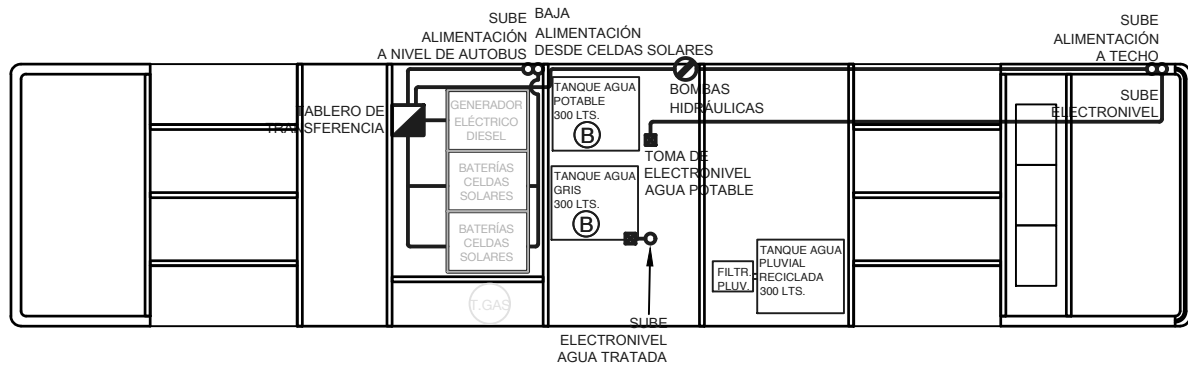 SUBE
ALIMENTACIÓN
A NIVEL DE AUTOBUS
BAJA
ALIMENTACIÓN
DESDE CELDAS SOLARES
SUBE
ALIMENTACIÓN
A TECHO
SUBE
ELECTRONIVEL
TABLERO DE
TRANSFERENCIA
GENERADOR
ELÉCTRICO
DIESEL
BATERÍAS
CELDAS
SOLARES
BATERÍAS
CELDAS
SOLARES
T.GAS
TANQUE AGUA
POTABLE
300 LTS.
B
BOMBAS
HIDRÁULICAS
TOMA DE
ELECTRONIVEL
AGUA POTABLE
TANQUE AGUA
GRIS
300 LTS.
B
FILTR.
PLUV.
TANQUE AGUA
PLUVIAL
RECICLADA
300 LTS.
SUBE
ELECTRONIVEL
AGUA TRATADA